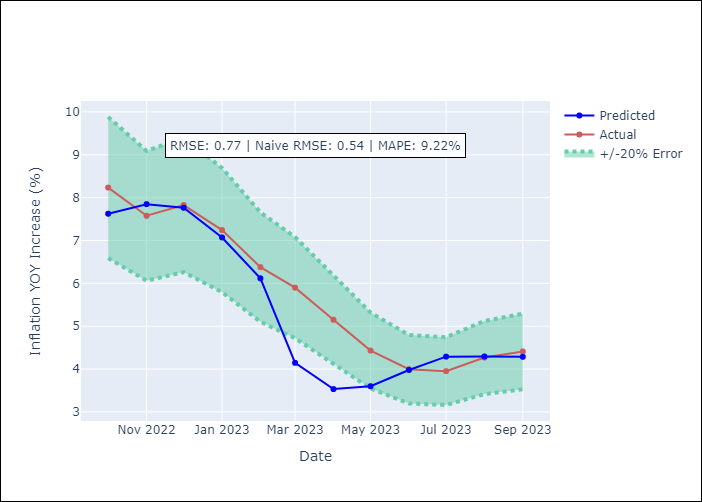 RMSE: 0.77 | Naive RMSE: 0.54 | MAPE: 9.22%
Predicted
Actual
+/-20% Error
Inflation YOY Increase (%)
10
9
8
7
6
5
4
3
Nov 2022 Jan 2023 Mar 2023 May 2023 Jul 2023 Sep 2023
Date